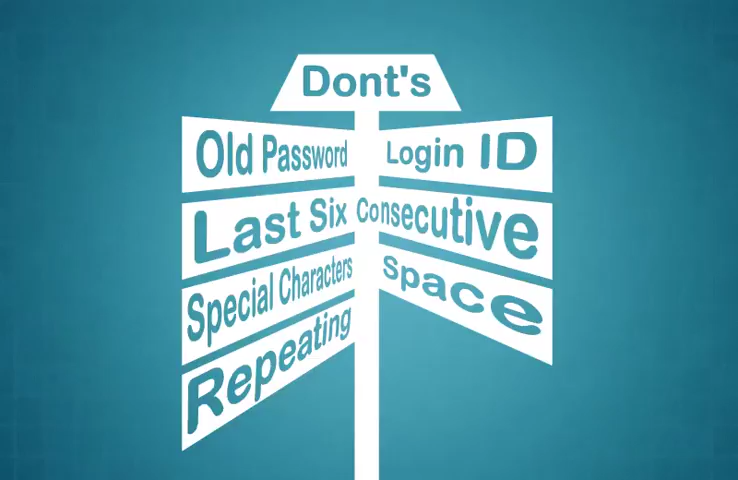 Dont's
Old Password
Login ID
Last Six
Consecutive
Special Characters
Space
Repeating